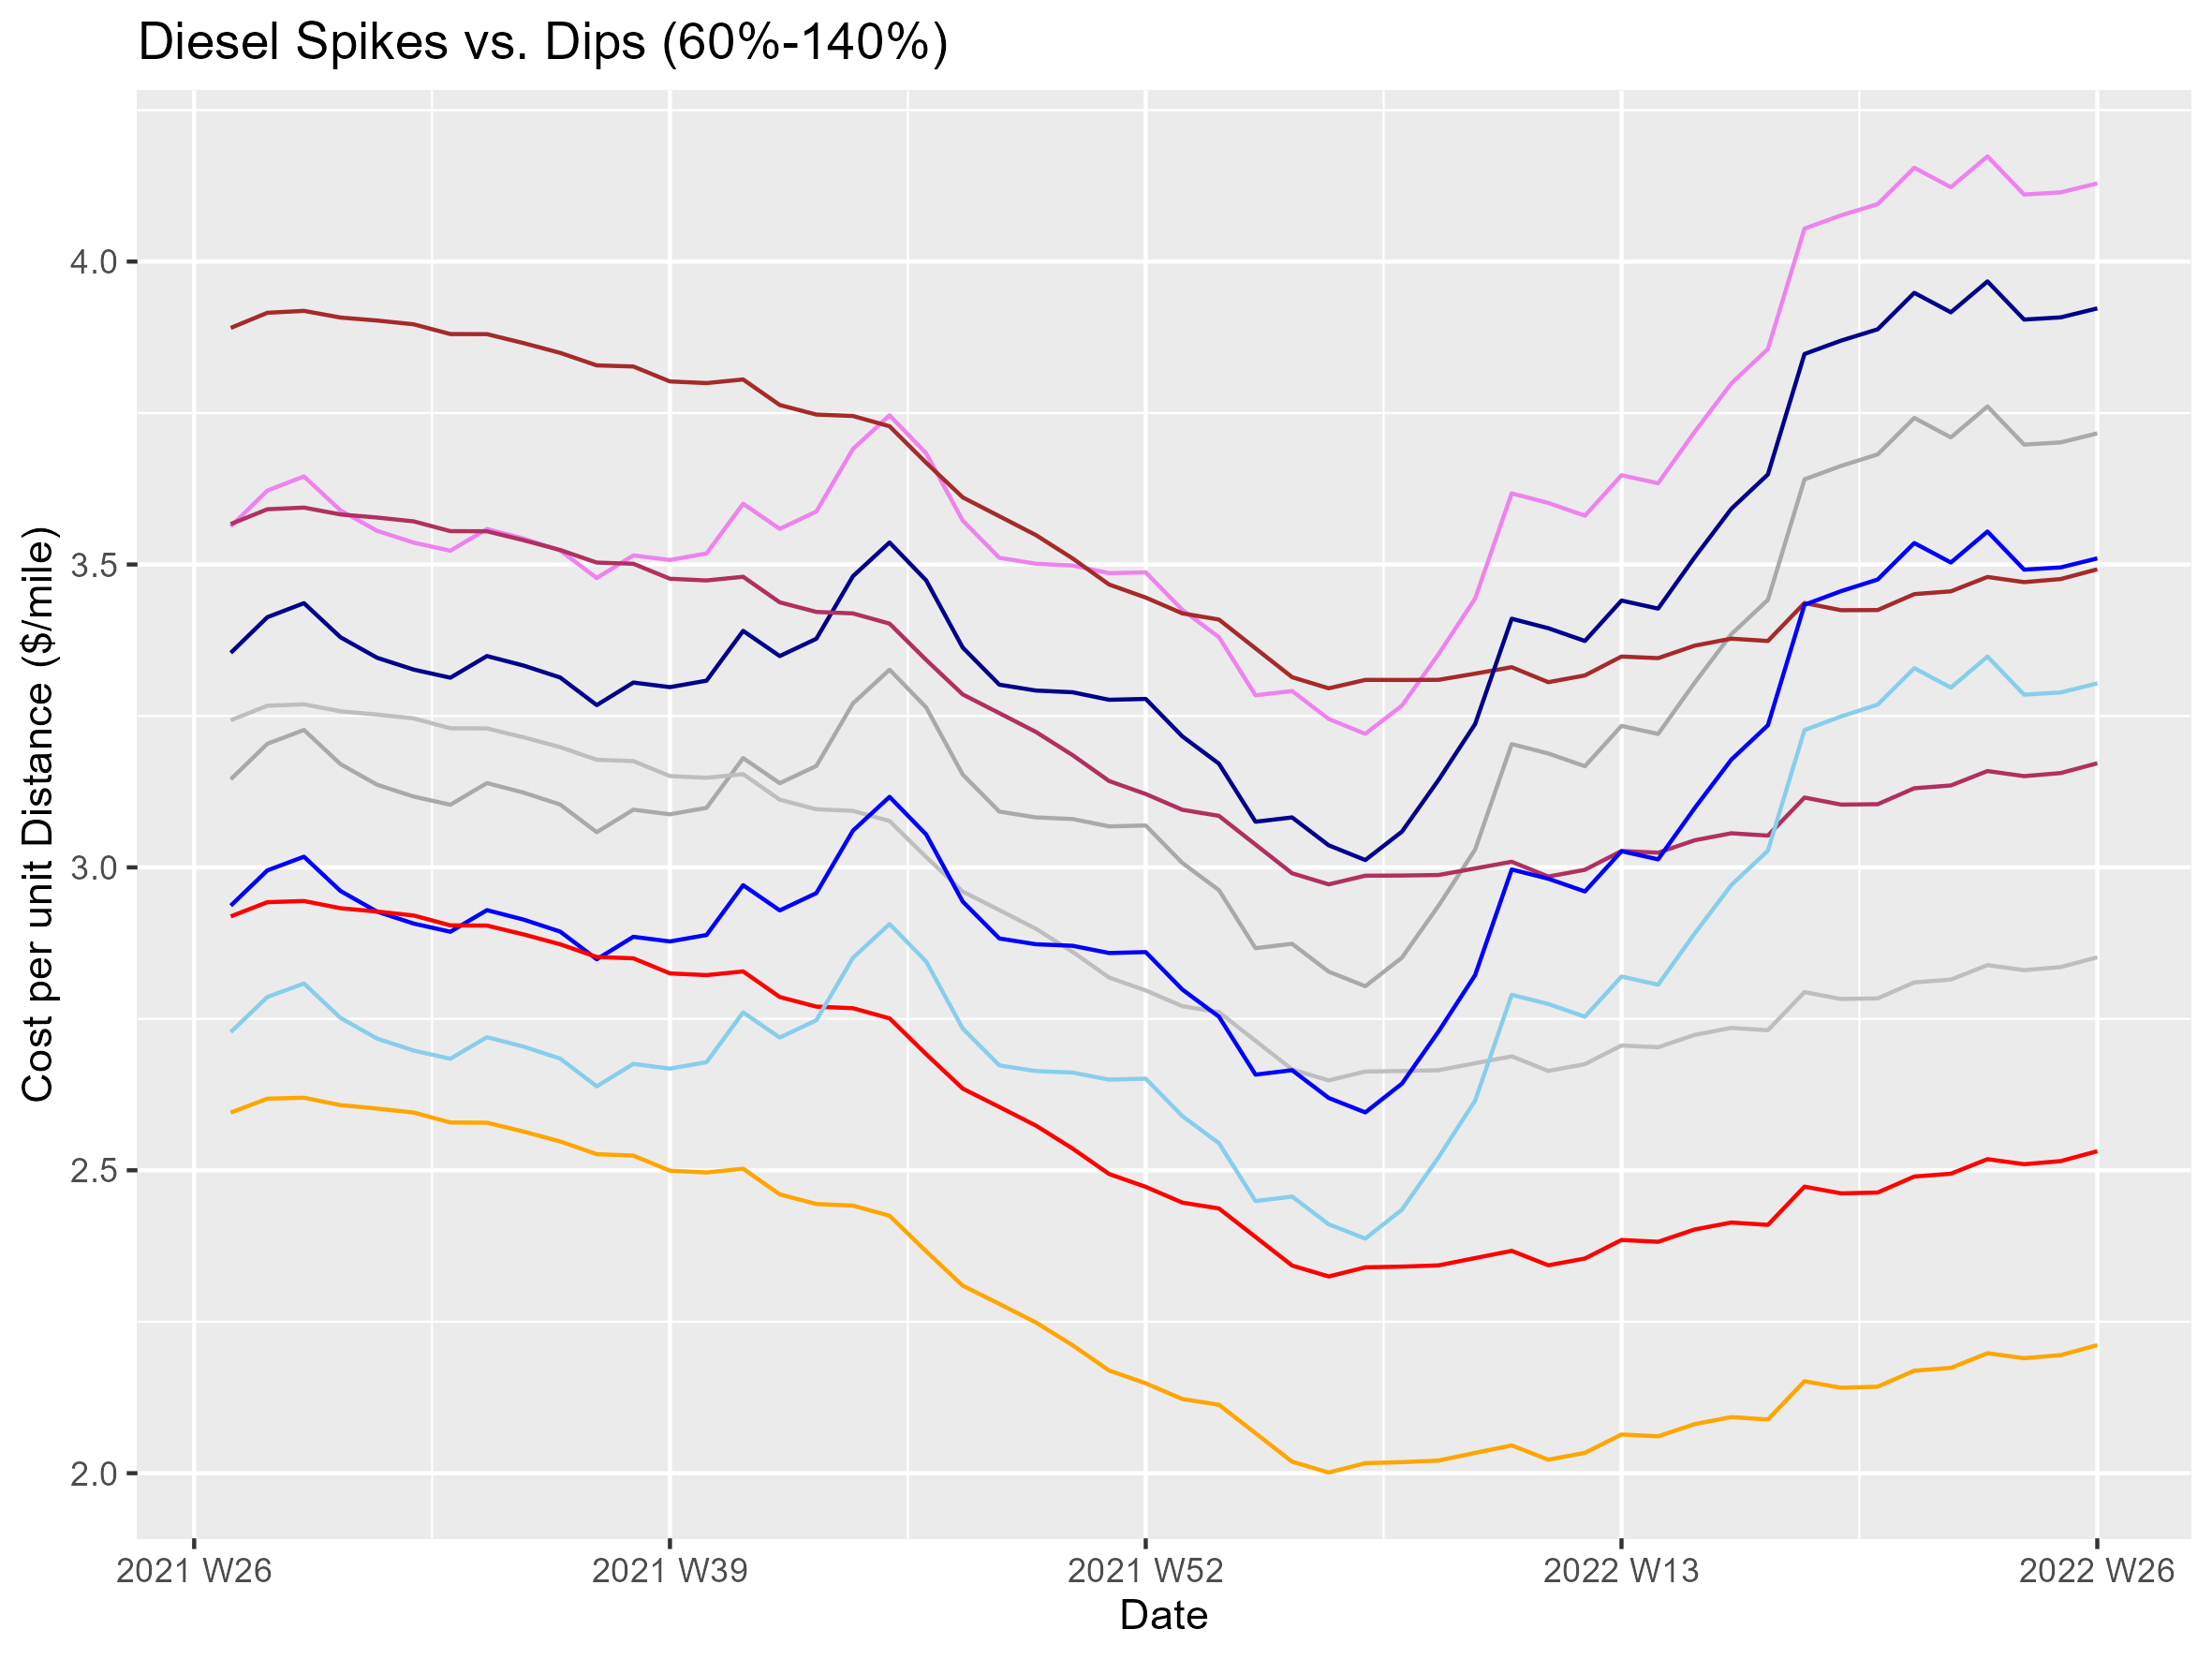 Diesel Spikes vs. Dips (60%-140%)
Cost per unit Distance ($/mile)
4.0
3.5
3.0
2.5
2.0
2021 W26
2021 W39
2021 W52
2022 W13
2022 W26
Date